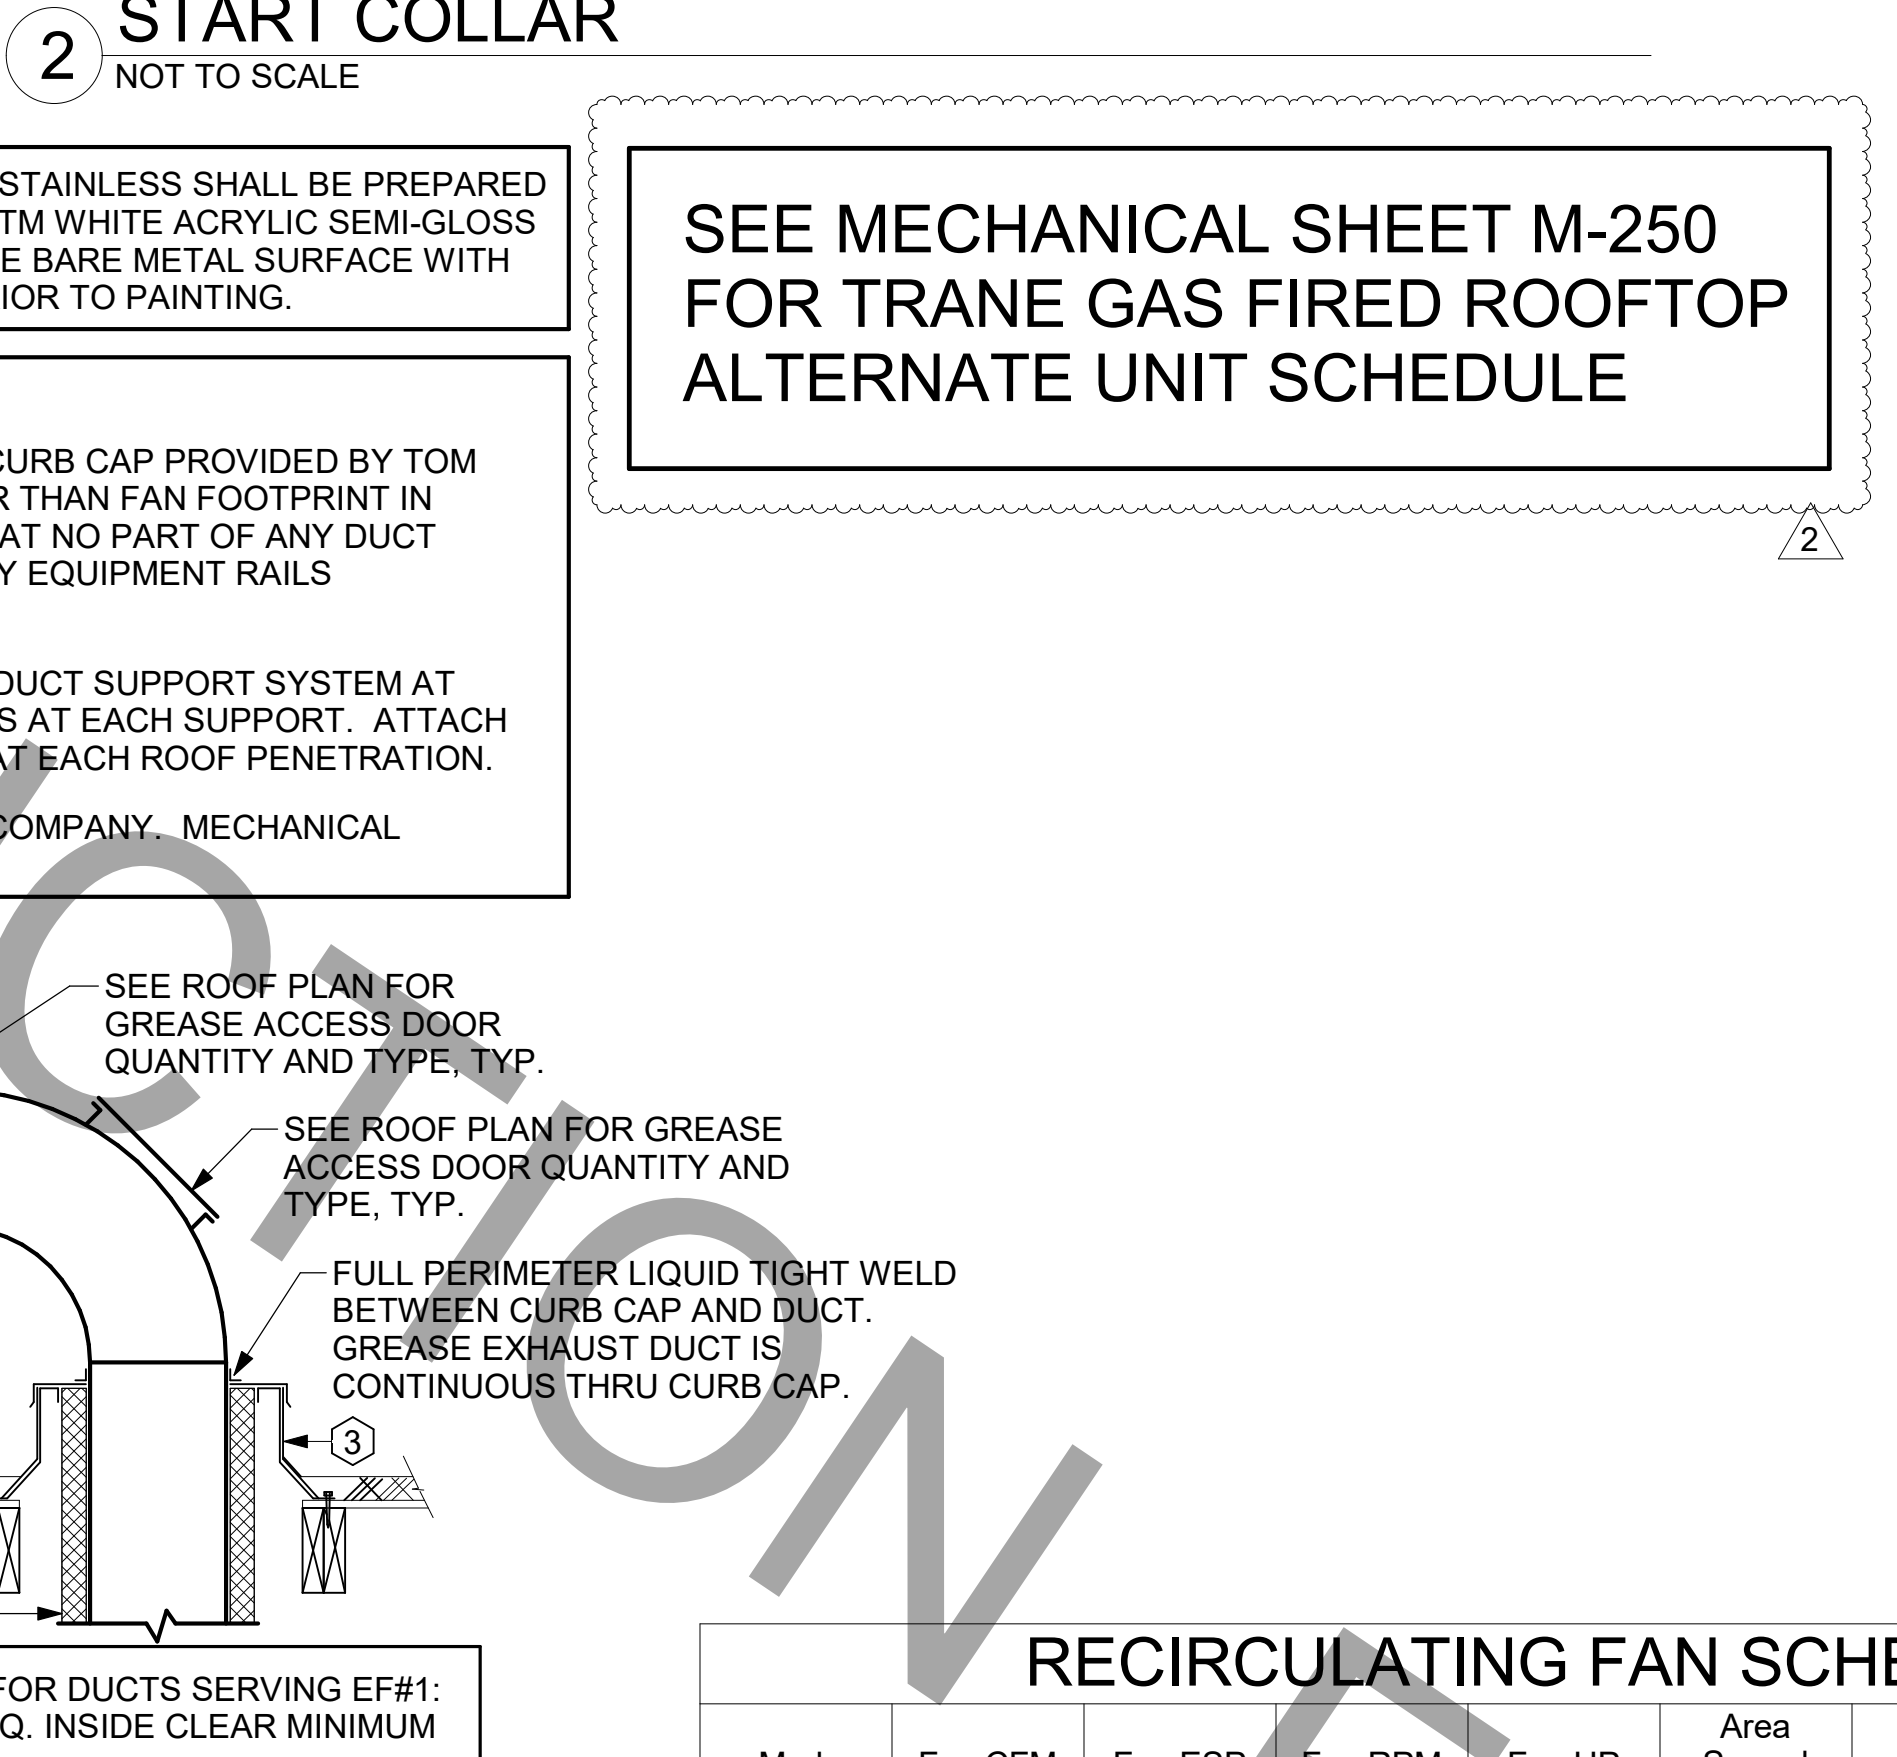 START COLLAR
2
NOT TO SCALE
STAINLESS SHALL BE PREPARED
TM WHITE ACRYLIC SEMI-GLOSS
E BARE METAL SURFACE WITH
IOR TO PAINTING.
SEE MECHANICAL SHEET M-250
FOR TRANE GAS FIRED ROOFTOP
ALTERNATE UNIT SCHEDULE
2
CURB CAP PROVIDED BY TOM
R THAN FAN FOOTPRINT IN
AT NO PART OF ANY DUCT
Y EQUIPMENT RAILS
DUCT SUPPORT SYSTEM AT
S AT EACH SUPPORT. ATTACH
AT EACH ROOF PENETRATION.
COMPANY. MECHANICAL
SEE ROOF PLAN FOR
GREASE ACCESS DOOR
QUANTITY AND TYPE, TYP.
SEE ROOF PLAN FOR GREASE
ACCESS DOOR QUANTITY AND
TYPE, TYP.
FULL PERIMETER LIQUID TIGHT WELD
BETWEEN CURB CAP AND DUCT.
GREASE EXHAUST DUCT IS
CONTINUOUS THRU CURB CAP.
3
FOR DUCTS SERVING EF#1:
Q. INSIDE CLEAR MINIMUM
RECIRCULATING FAN SCHE
Area
CTION